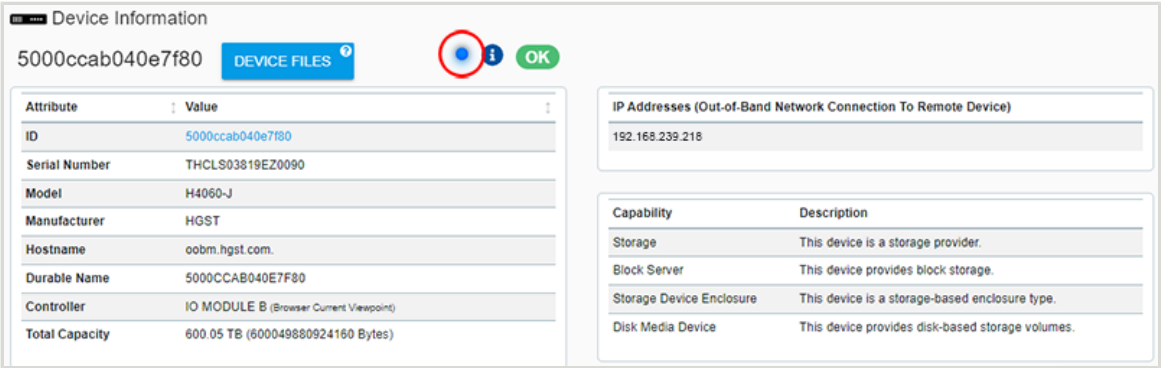 Device Information
5000ccab040e7f80 DEVICE FILES ? i OK
Attribute Value
ID 5000ccab040e7f80
Serial Number THCLS03819EZ0090
Model H4060-J
Manufacturer HGST
Hostname oobm.hgst.com.
Durable Name 5000CCAB040E7F80
Controller IO MODULE B (Browser Current Viewpoint)
Total Capacity 600.05 TB (600049880924160 Bytes)
IP Addresses (Out-of-Band Network Connection To Remote Device)
192.168.239.218
Capability Description
Storage This device is a storage provider.
Block Server This device provides block storage.
Storage Device Enclosure This device is a storage-based enclosure type.
Disk Media Device This device provides disk-based storage volumes.